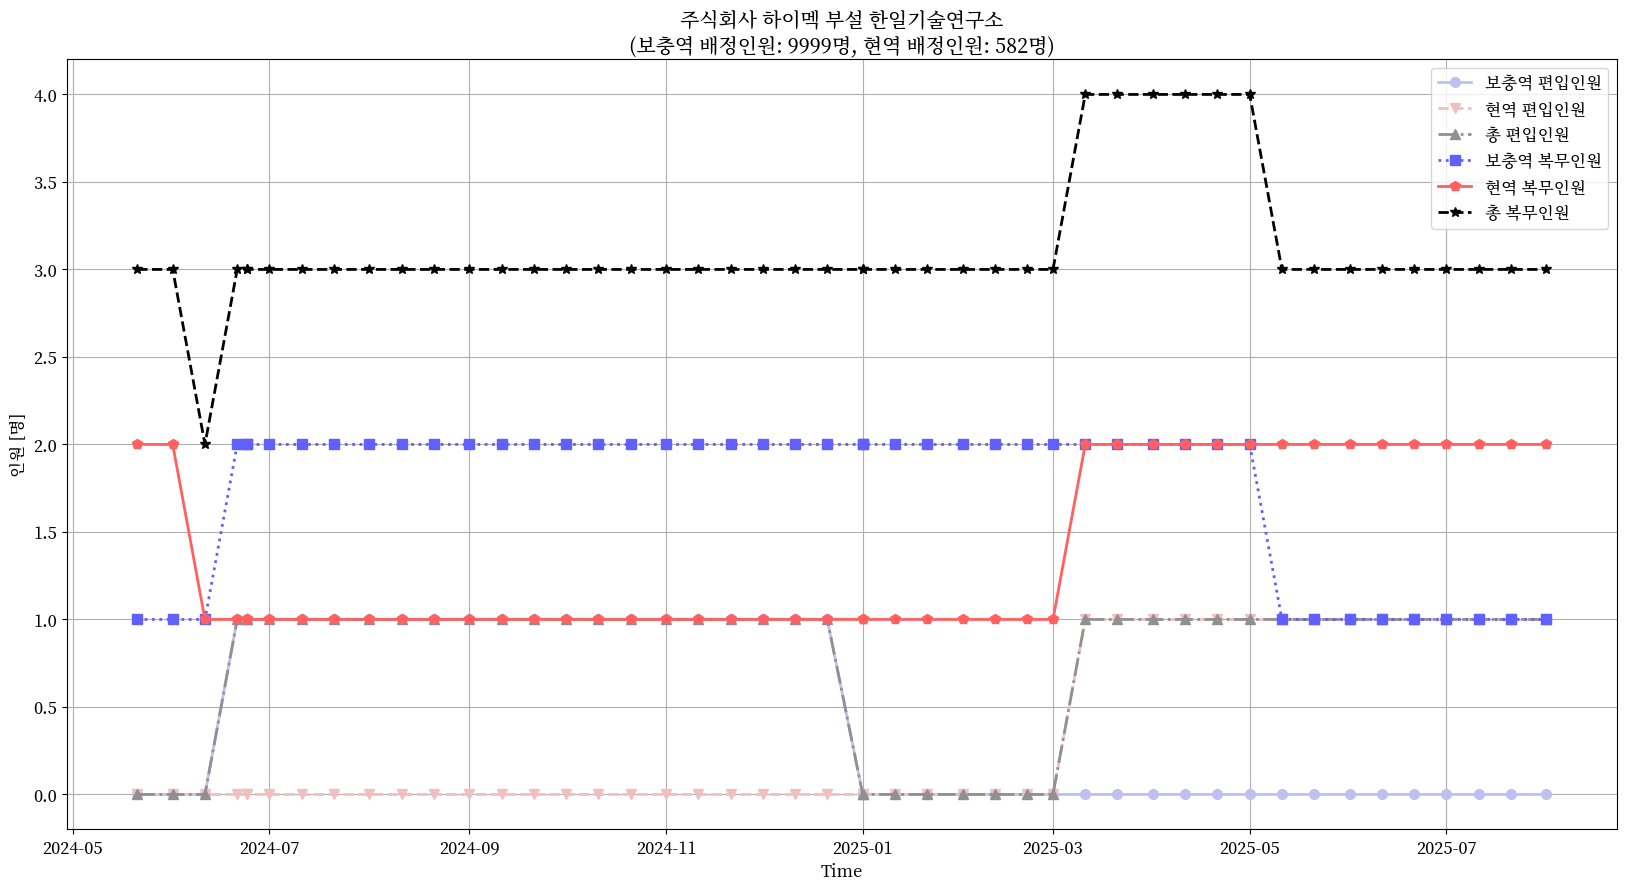 주식회사 하이멕 부설 한일기술연구소
(보충역 배정인원: 9999명, 현역 배정인원: 582명)
보충역 편입인원
현역 편입인원
총 편입인원
보충역 복무인원
현역 복무인원
총 복무인원
인원 [명]
4.0
3.5
3.0
2.5
2.0
1.5
1.0
0.5
0.0
2024-05
2024-07
2024-09
2024-11
2025-01
2025-03
2025-05
2025-07
Time